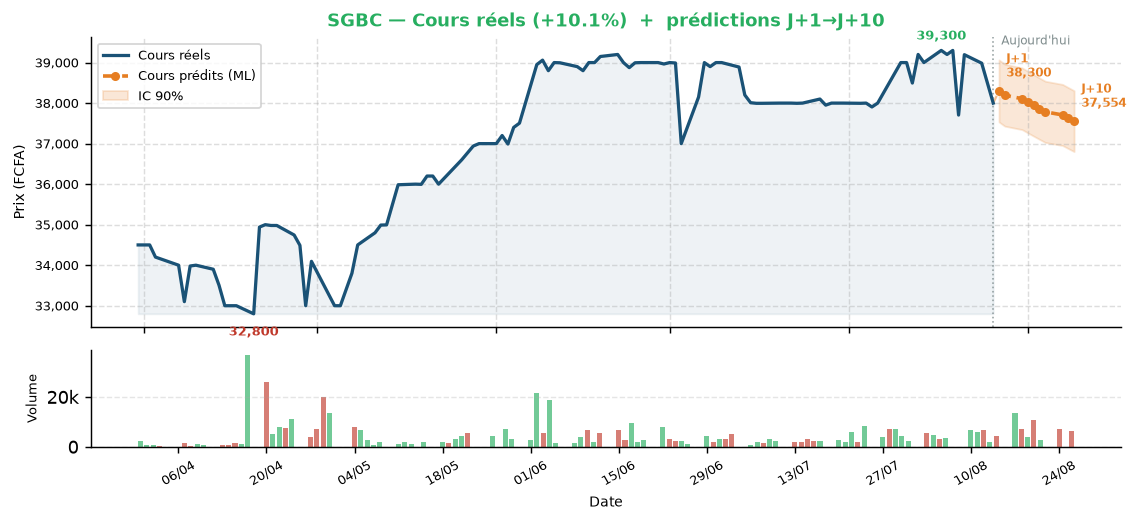 SGBC — Cours réels (+10.1%) + prédictions J+1→J+10
Cours réels
Cours prédits (ML)
IC 90%
39,300
Aujourd'hui
J+1
38,300
J+10
37,554
32,800
Prix (FCFA)
39,000
38,000
37,000
36,000
35,000
34,000
33,000
Volume
20k
0
06/04
20/04
04/05
18/05
01/06
15/06
29/06
13/07
27/07
10/08
24/08
Date